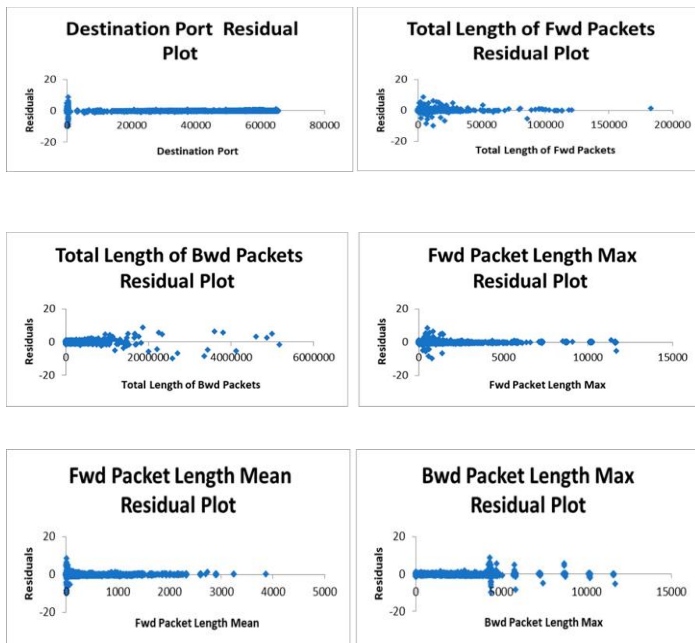 Destination Port Residual
Plot
20
0
-20
Residuals
0 20000 40000 60000 80000
Destination Port
Total Length of Fwd Packets
Residual Plot
20
0
-20
Residuals
0 50000 100000 150000 200000
Total Length of Fwd Packets
Total Length of Bwd Packets
Residual Plot
20
0
-20
Residuals
0 2000000 4000000 6000000
Total Length of Bwd Packets
Fwd Packet Length Max
Residual Plot
20
0
-20
Residuals
0 5000 10000 15000
Fwd Packet Length Max
Fwd Packet Length Mean
Residual Plot
20
0
-20
Residuals
0 1000 2000 3000 4000 5000
Fwd Packet Length Mean
Bwd Packet Length Max
Residual Plot
20
0
-20
Residuals
0 5000 10000 15000
Bwd Packet Length Max